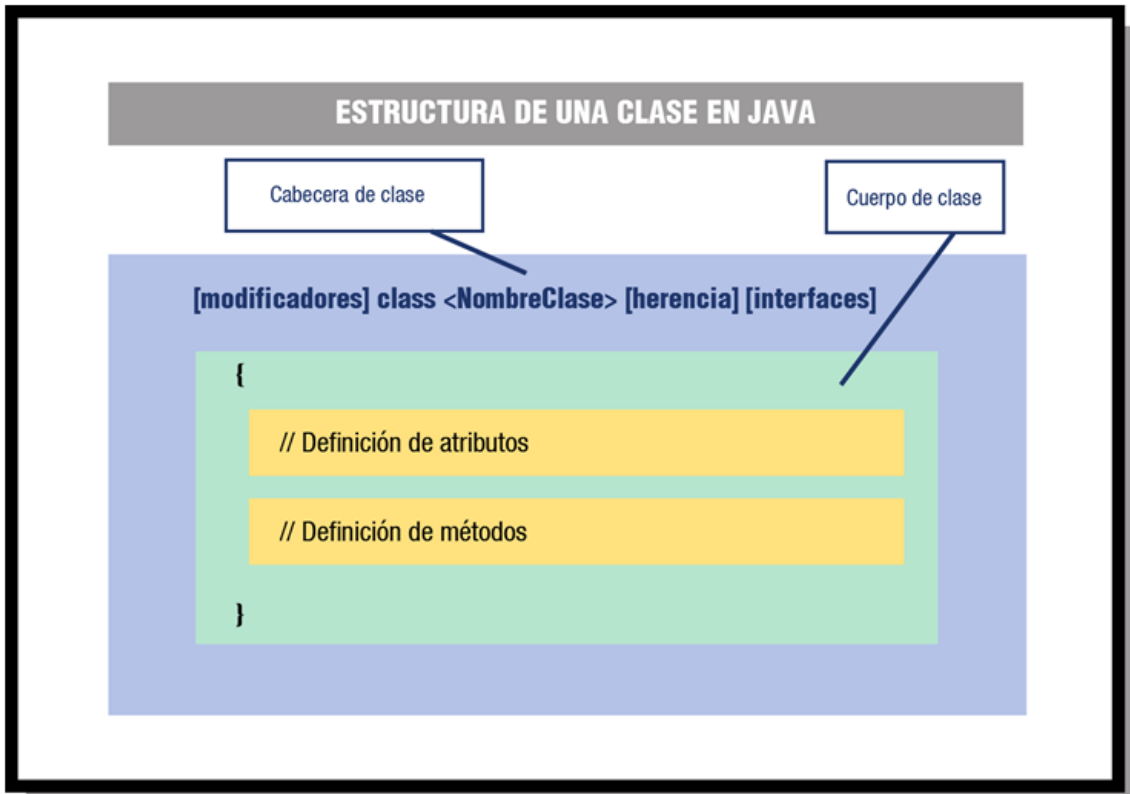 ESTRUCTURA DE UNA CLASE EN JAVA
Cabecera de clase
Cuerpo de clase
[modificadores] class <NombreClase> [herencia] [interfaces]
{
// Definición de atributos
// Definición de métodos
}